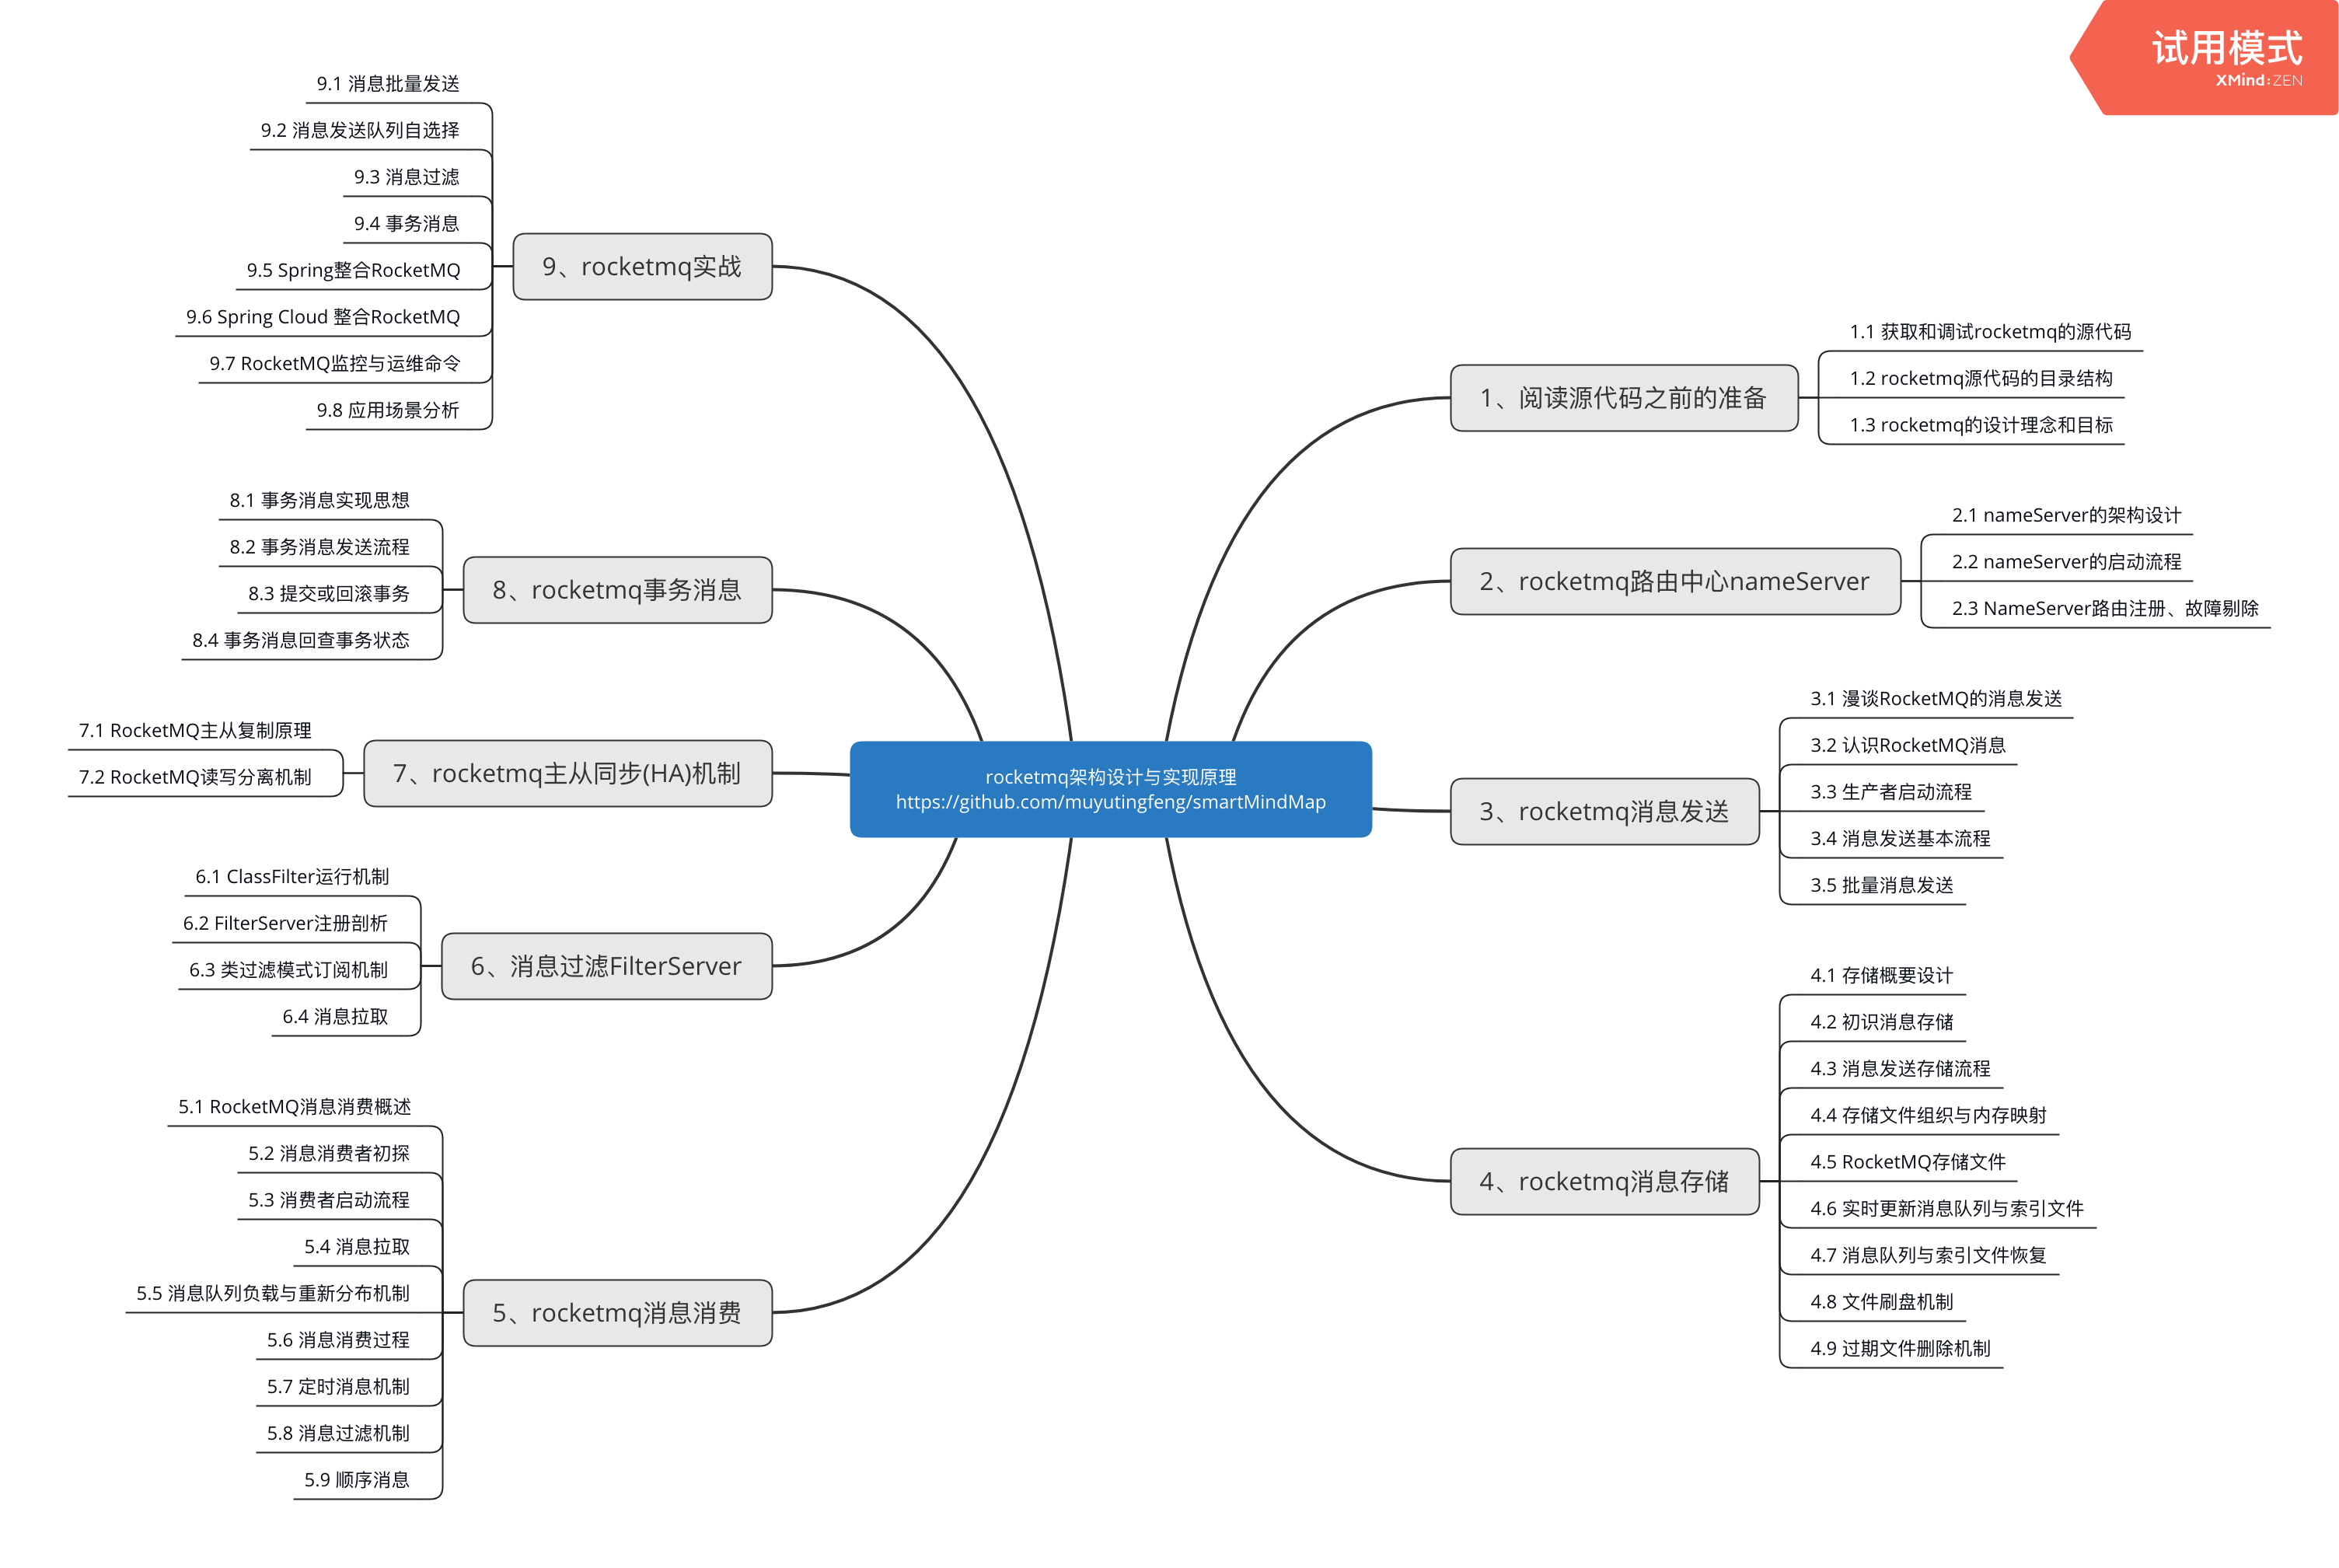 试用模式
XMind:ZEN
rocketmq架构设计与实现原理
https://github.com/muyutingfeng/smartMindMap
1、阅读源代码之前的准备
1.1 获取和调试rocketmq的源代码
1.2 rocketmq源代码的目录结构
1.3 rocketmq的设计理念和目标
2、rocketmq路由中心nameServer
2.1 nameServer的架构设计
2.2 nameServer的启动流程
2.3 NameServer路由注册、故障剔除
3、rocketmq消息发送
3.1 漫谈RocketMQ的消息发送
3.2 认识RocketMQ消息
3.3 生产者启动流程
3.4 消息发送基本流程
3.5 批量消息发送
4、rocketmq消息存储
4.1 存储概要设计
4.2 初识消息存储
4.3 消息发送存储流程
4.4 存储文件组织与内存映射
4.5 RocketMQ存储文件
4.6 实时更新消息队列与索引文件
4.7 消息队列与索引文件恢复
4.8 文件刷盘机制
4.9 过期文件删除机制
5、rocketmq消息消费
5.1 RocketMQ消息消费概述
5.2 消息消费者初探
5.3 消费者启动流程
5.4 消息拉取
5.5 消息队列负载与重新分布机制
5.6 消息消费过程
5.7 定时消息机制
5.8 消息过滤机制
5.9 顺序消息
6、消息过滤FilterServer
6.1 ClassFilter运行机制
6.2 FilterServer注册剖析
6.3 类过滤模式订阅机制
6.4 消息拉取
7、rocketmq主从同步(HA)机制
7.1 RocketMQ主从复制原理
7.2 RocketMQ读写分离机制
8、rocketmq事务消息
8.1 事务消息实现思想
8.2 事务消息发送流程
8.3 提交或回滚事务
8.4 事务消息回查事务状态
9、rocketmq实战
9.1 消息批量发送
9.2 消息发送队列自选择
9.3 消息过滤
9.4 事务消息
9.5 Spring整合RocketMQ
9.6 Spring Cloud 整合RocketMQ
9.7 RocketMQ监控与运维命令
9.8 应用场景分析